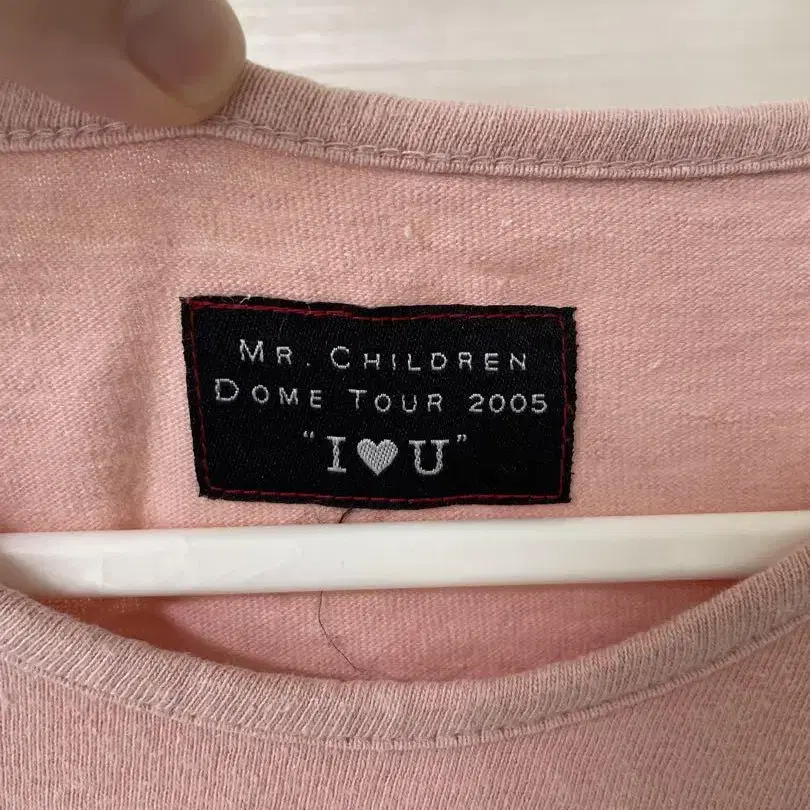 MR. CHILDREN
DOME TOUR 2005
"I♥U"